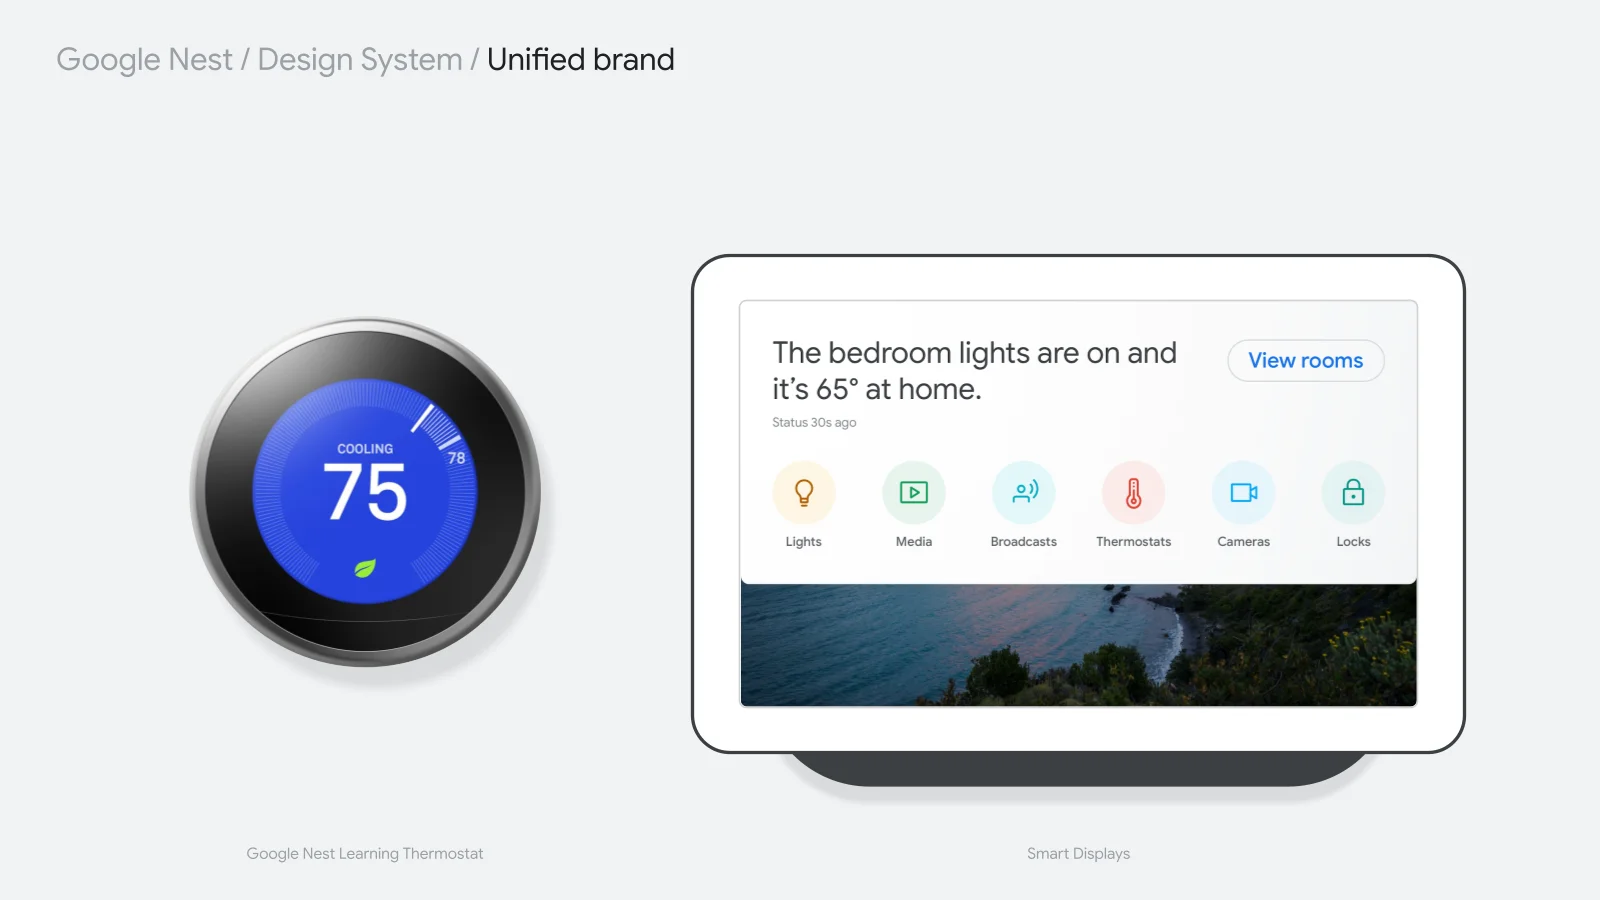 Google Nest / Design System / Unified brand
COOLING
75
78
The bedroom lights are on and
it’s 65° at home.
View rooms
Status 30s ago
Lights
Media
Broadcasts
Thermostats
Cameras
Locks
Google Nest Learning Thermostat
Smart Displays